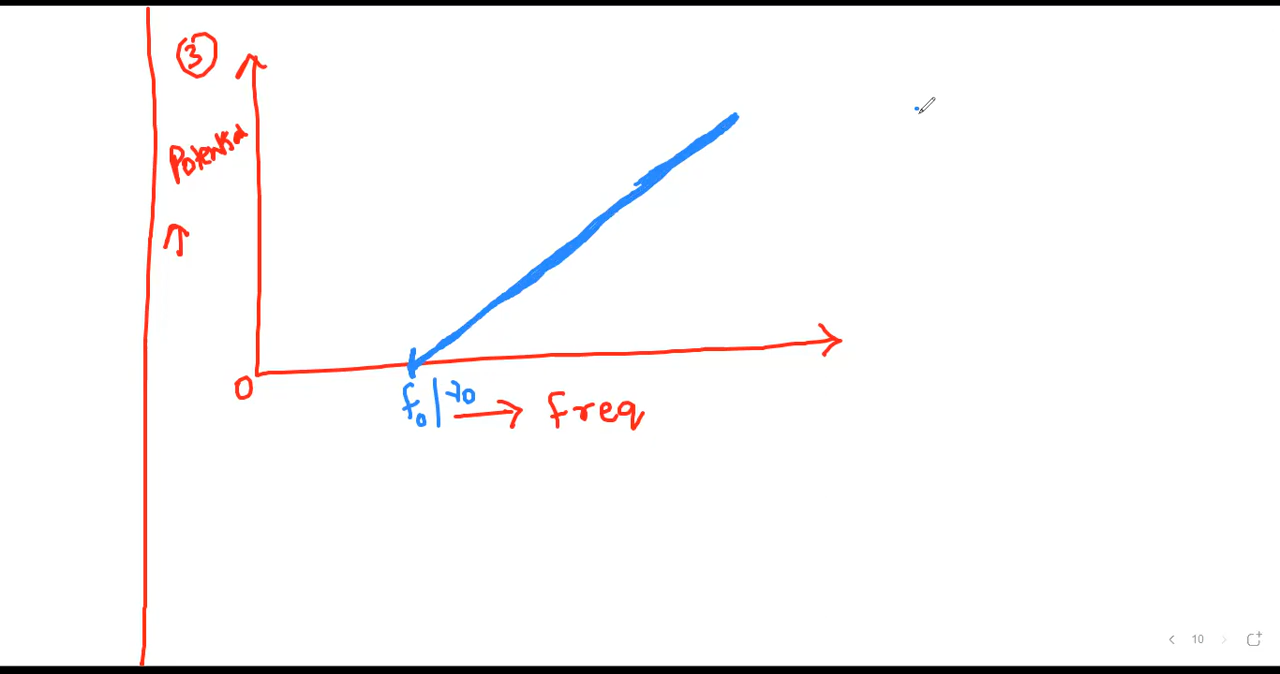 3
Potential
↑
0
f₀ | ν₀
→ freq
10